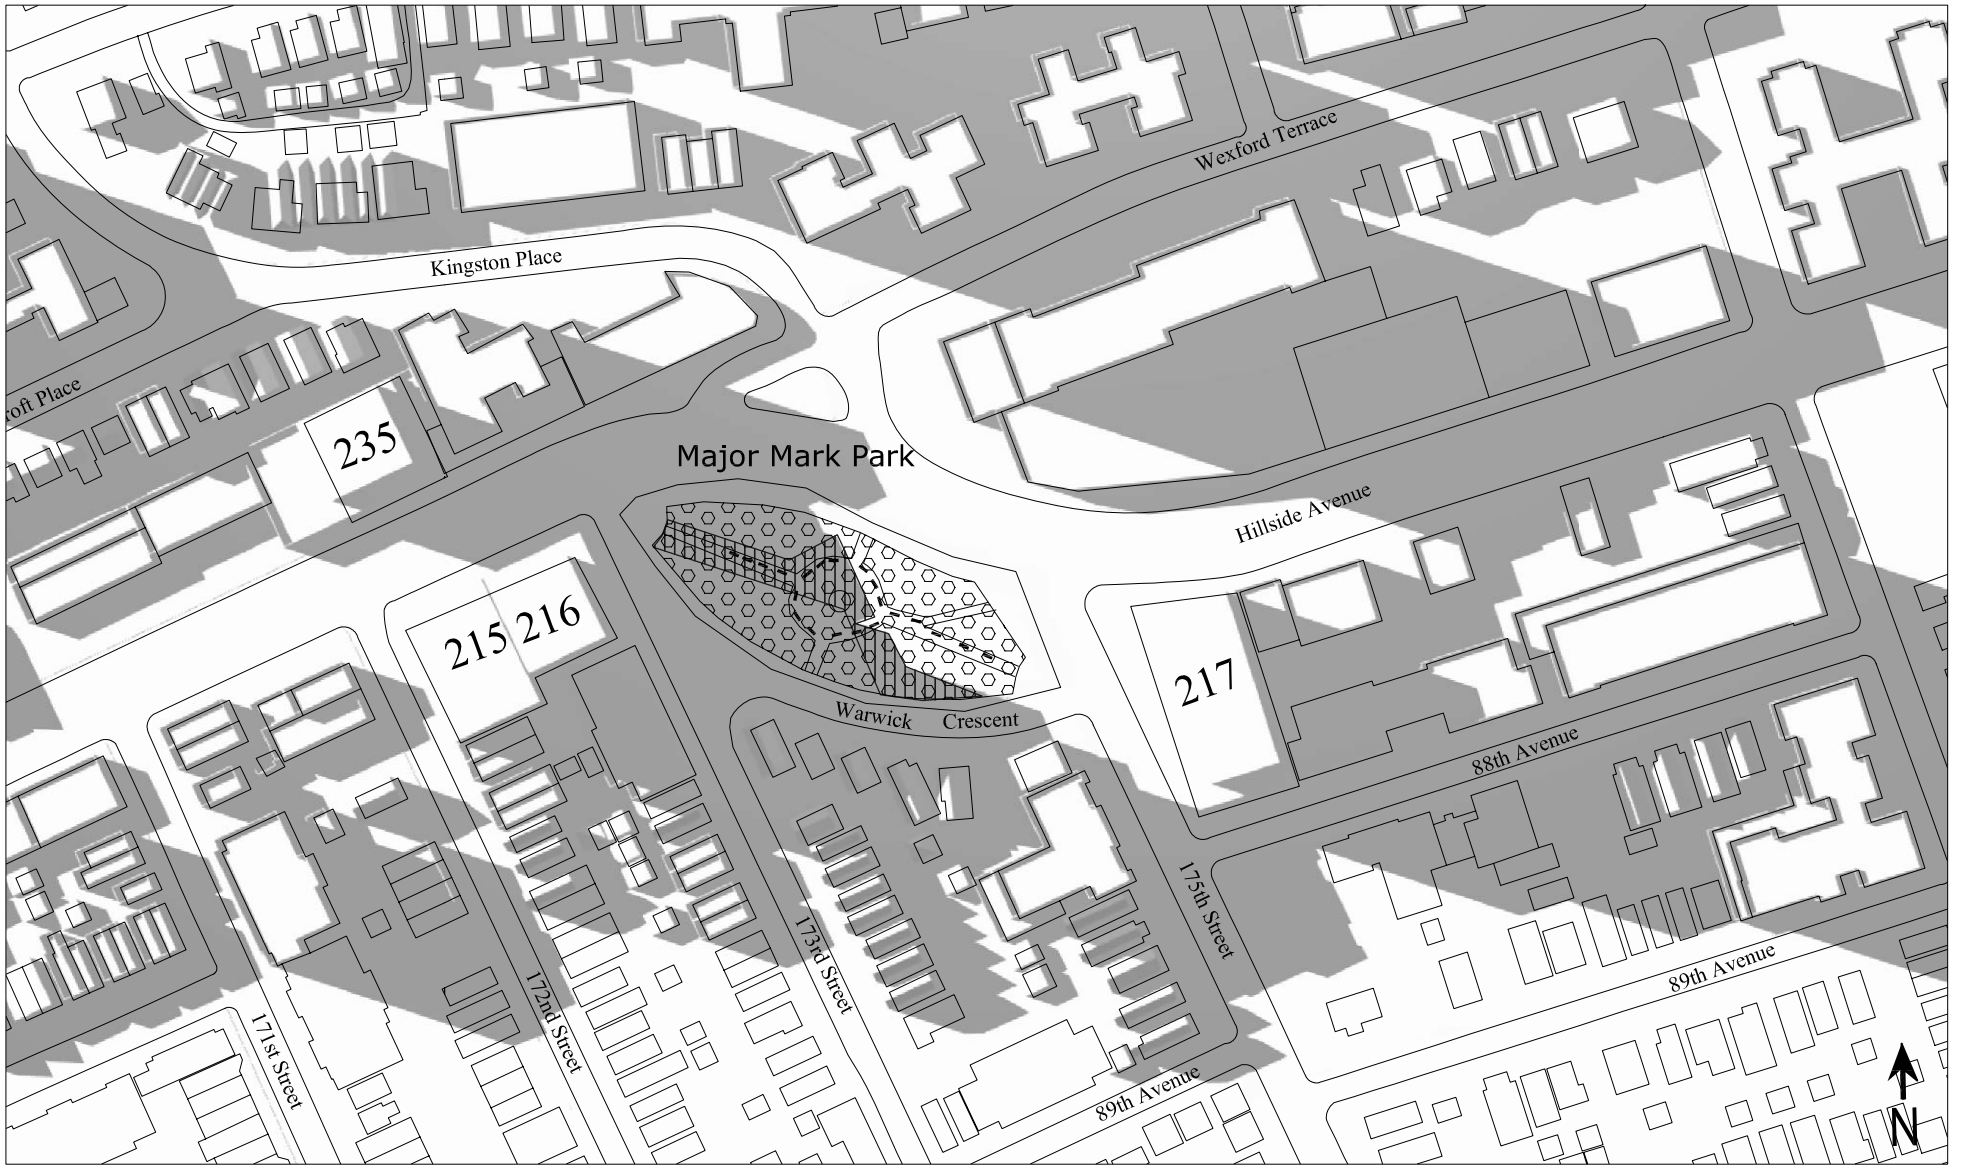 Wexford Terrace
Kingston Place
roft Place
235
Major Mark Park
Hillside Avenue
215 216
217
Warwick Crescent
88th Avenue
175th Street
173rd Street
172nd Street
171st Street
89th Avenue
89th Avenue
N